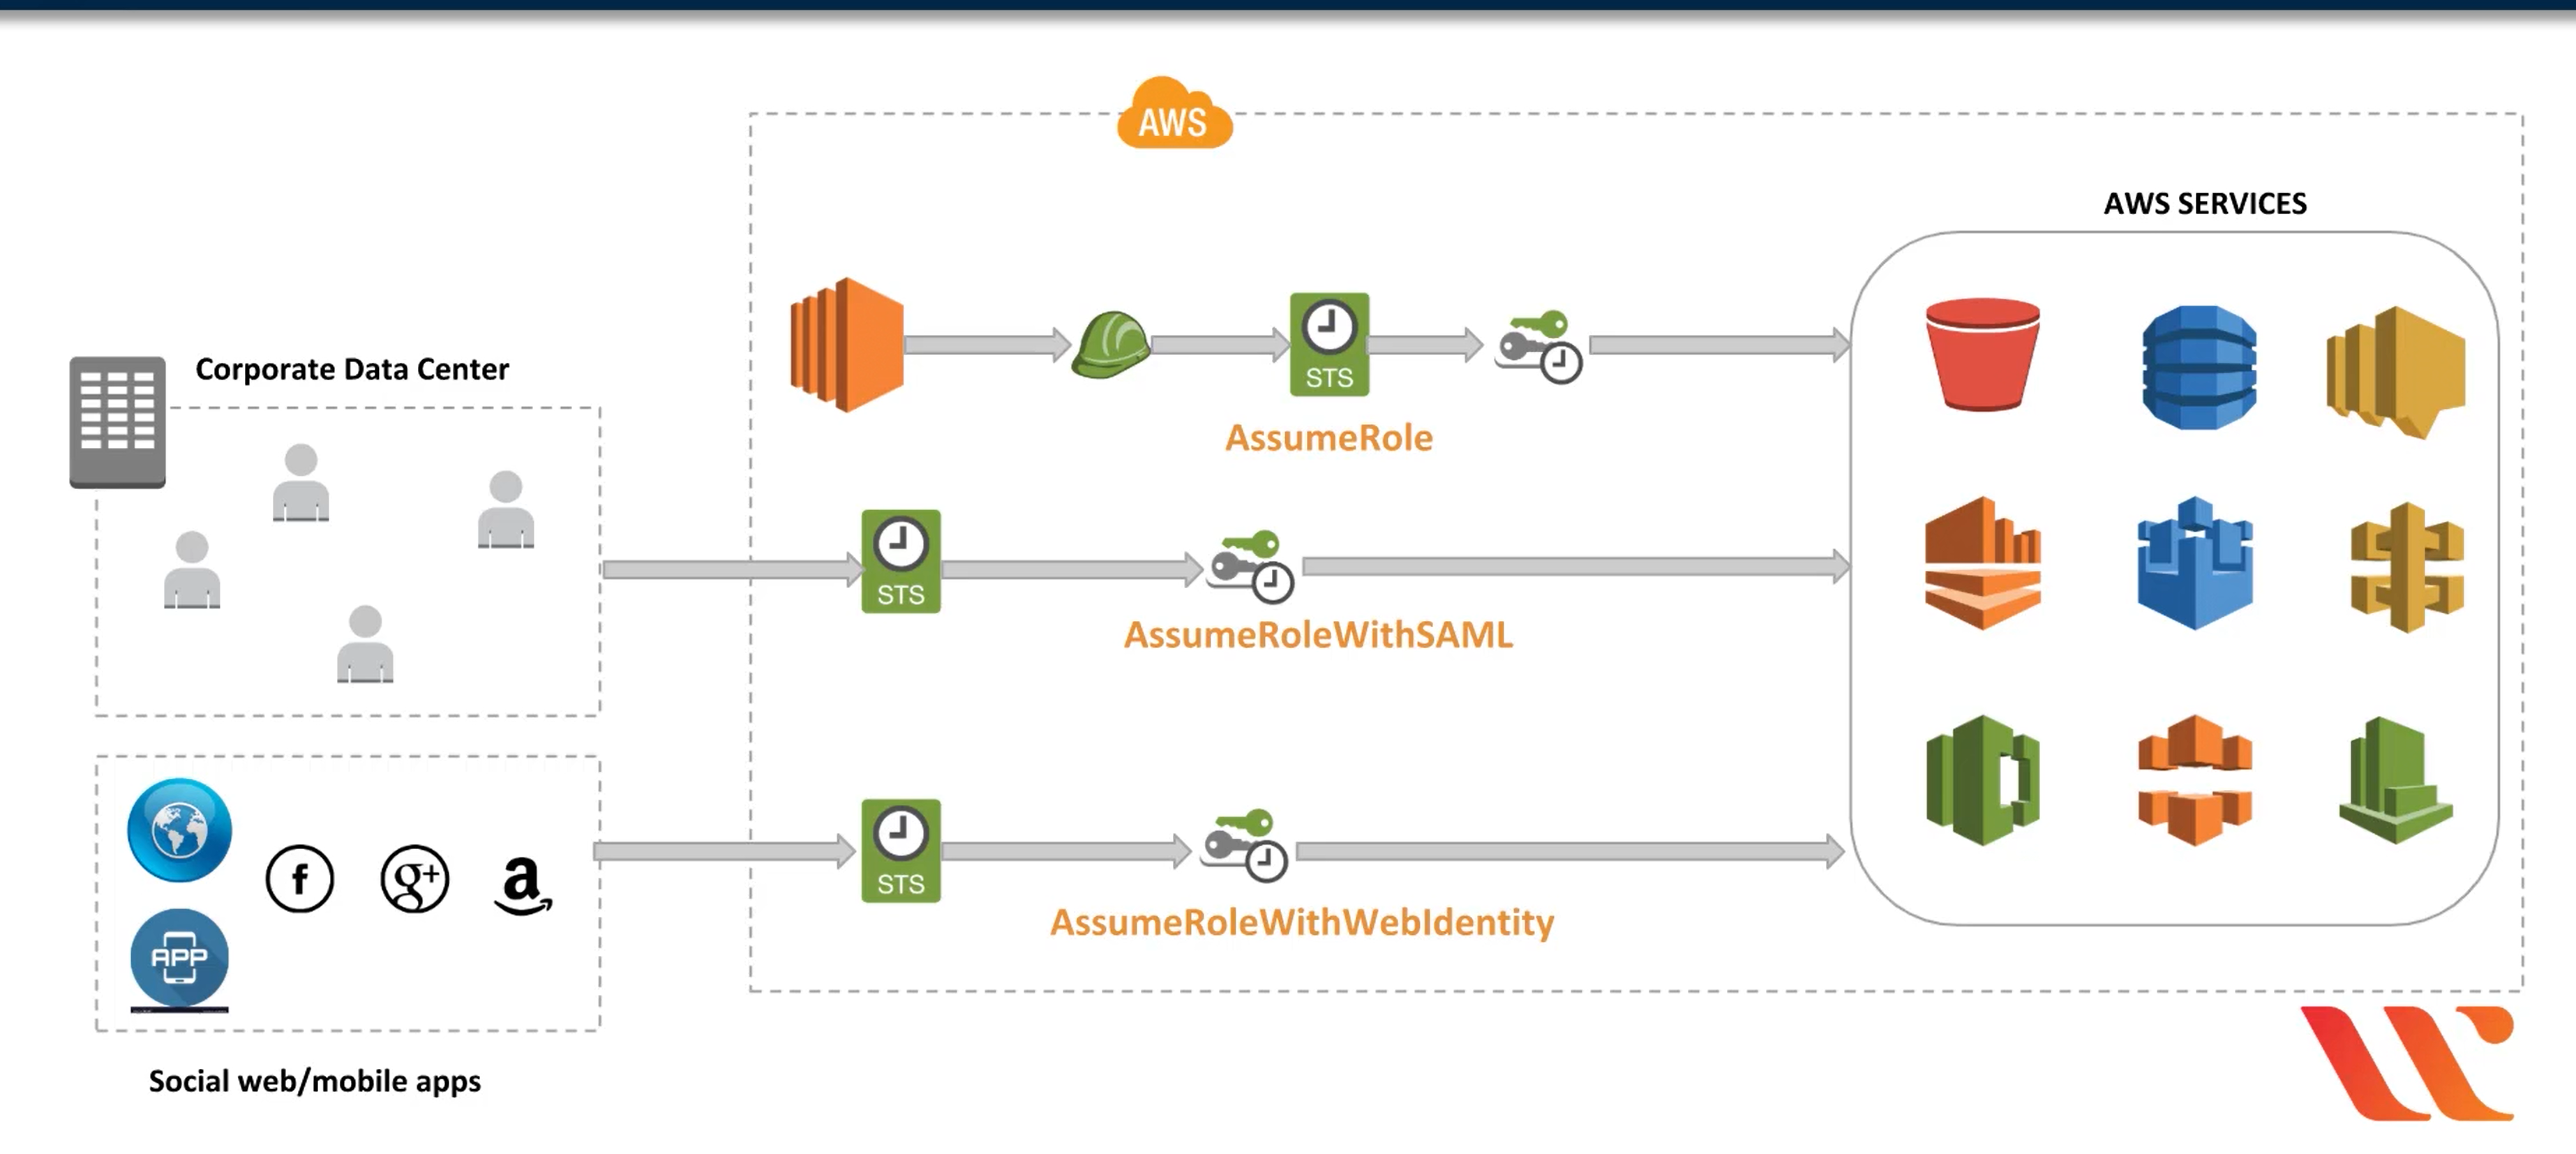 AWS
AWS SERVICES
STS
AssumeRole
Corporate Data Center
STS
AssumeRoleWithSAML
f
g+
a
APP
STS
AssumeRoleWithWebIdentity
Social web/mobile apps